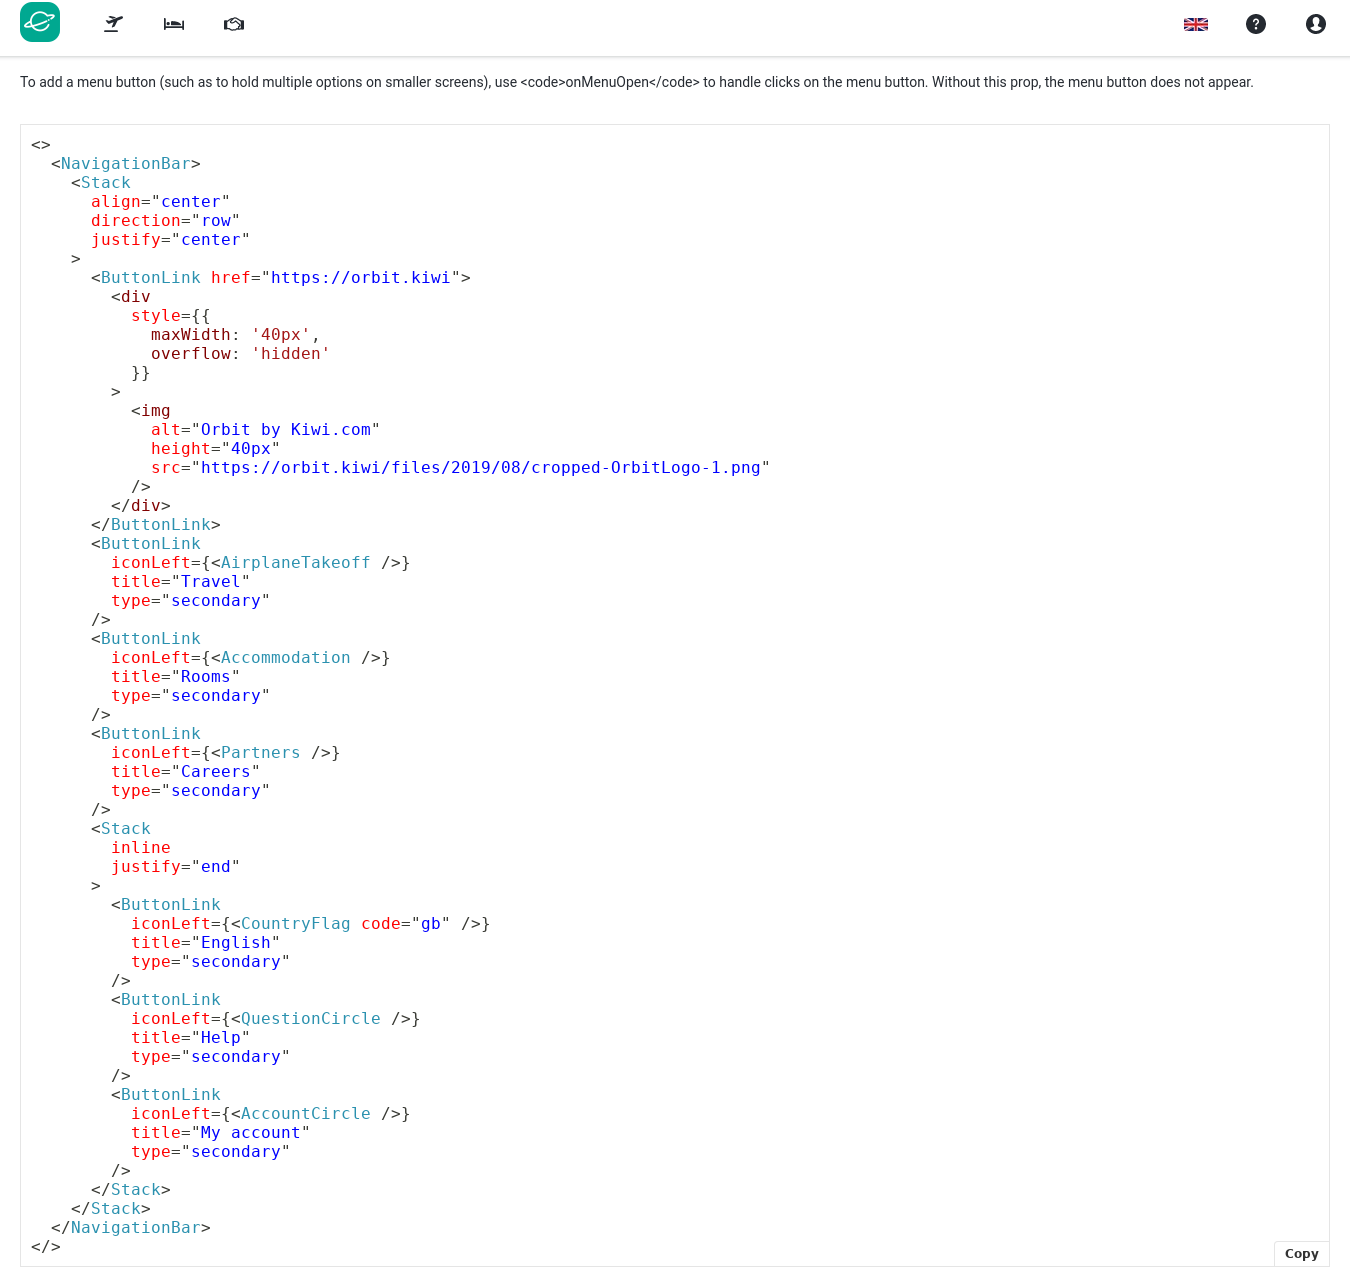 To add a menu button (such as to hold multiple options on smaller screens), use <code>onMenuOpen</code> to handle clicks on the menu button. Without this prop, the menu button does not appear.
<>
  <NavigationBar>
    <Stack
      align="center"
      direction="row"
      justify="center"
    >
      <ButtonLink href="https://orbit.kiwi">
        <div
          style={{
            maxWidth: '40px',
            overflow: 'hidden'
          }}
        >
          <img
            alt="Orbit by Kiwi.com"
            height="40px"
            src="https://orbit.kiwi/files/2019/08/cropped-OrbitLogo-1.png"
          />
        </div>
      </ButtonLink>
      <ButtonLink
        iconLeft={<AirplaneTakeoff />}
        title="Travel"
        type="secondary"
      />
      <ButtonLink
        iconLeft={<Accommodation />}
        title="Rooms"
        type="secondary"
      />
      <ButtonLink
        iconLeft={<Partners />}
        title="Careers"
        type="secondary"
      />
      <Stack
        inline
        justify="end"
      >
        <ButtonLink
          iconLeft={<CountryFlag code="gb" />}
          title="English"
          type="secondary"
        />
        <ButtonLink
          iconLeft={<QuestionCircle />}
          title="Help"
          type="secondary"
        />
        <ButtonLink
          iconLeft={<AccountCircle />}
          title="My account"
          type="secondary"
        />
      </Stack>
    </Stack>
  </NavigationBar>
</>
Copy